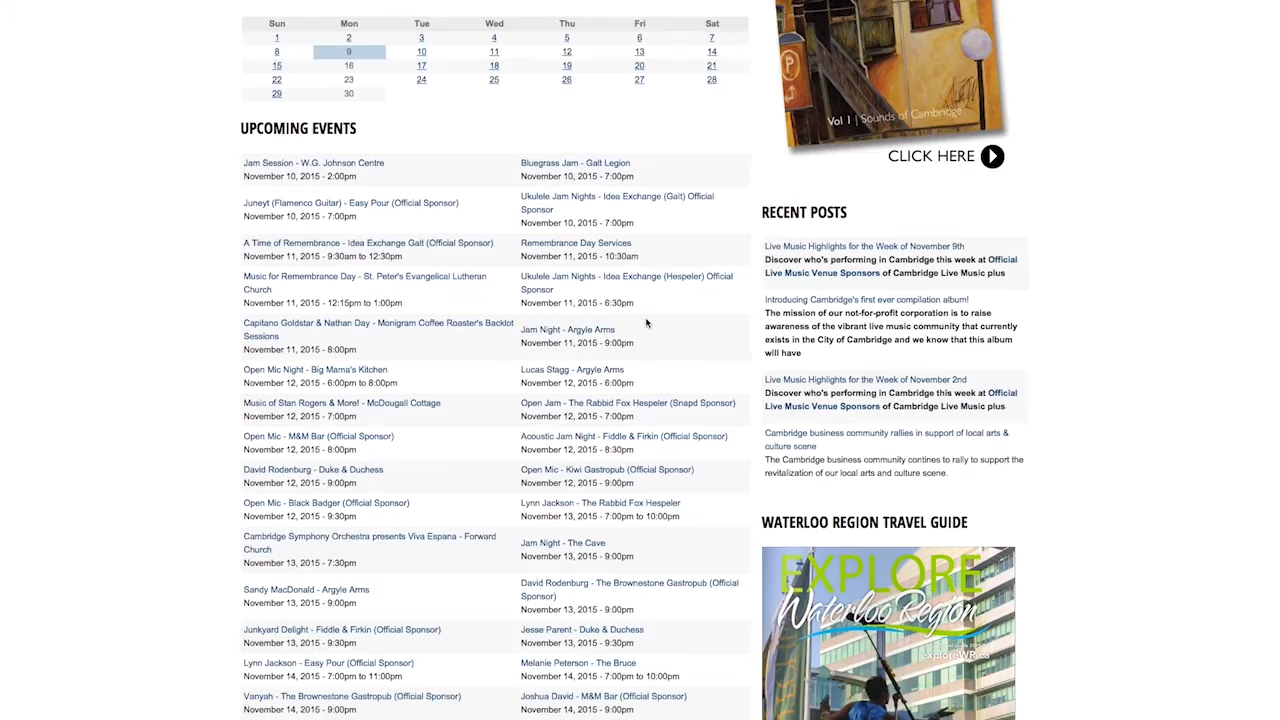 Sun Mon Tue Wed Thu Fri Sat
1 2 3 4 5 6 7
8 9 10 11 12 13 14
15 16 17 18 19 20 21
22 23 24 25 26 27 28
29 30
UPCOMING EVENTS
Jam Session - W.G. Johnson Centre
November 10, 2015 - 2:00pm
Bluegrass Jam - Galt Legion
November 10, 2015 - 7:00pm
Juneyt (Flamenco Guitar) - Easy Pour (Official Sponsor)
November 10, 2015 - 7:00pm
Ukulele Jam Nights - Idea Exchange (Galt) Official
Sponsor)
November 10, 2015 - 7:00pm
A Time of Remembrance - Idea Exchange Galt (Official Sponsor)
November 11, 2015 - 9:30am to 12:30pm
Remembrance Day Services
November 11, 2015 - 10:30am
Music for Remembrance Day - St. Peter's Evangelical Lutheran
Church
November 11, 2015 - 12:15pm to 1:00pm
Ukulele Jam Nights - Idea Exchange (Hespeler) Official
Sponsor)
November 11, 2015 - 6:30pm
Capitano Goldstar & Nathan Day - Monigram Coffee Roaster's Backlot
Sessions
November 11, 2015 - 8:00pm
Jam Night - Argyle Arms
November 11, 2015 - 9:00pm
Open Mic Night - Big Mama's Kitchen
November 12, 2015 - 6:00pm to 8:00pm
Lucas Stagg - Argyle Arms
November 12, 2015 - 6:00pm
Music of Stan Rogers & More! - McDougall Cottage
November 12, 2015 - 7:00pm
Open Jam - The Rabbid Fox Hespeler (Snapd Sponsor)
November 12, 2015 - 7:00pm
Open Mic - M&M Bar (Official Sponsor)
November 12, 2015 - 8:00pm
Acoustic Jam Night - Fiddle & Firkin (Official Sponsor)
November 12, 2015 - 8:30pm
David Rodenburg - Duke & Duchess
November 12, 2015 - 9:00pm
Open Mic - Kiwi Gastropub (Official Sponsor)
November 12, 2015 - 9:00pm
Open Mic - Black Badger (Official Sponsor)
November 12, 2015 - 9:30pm
Lynn Jackson - The Rabbid Fox Hespeler
November 13, 2015 - 7:00pm to 10:00pm
Cambridge Symphony Orchestra presents Viva Espana - Forward
Church
November 13, 2015 - 7:30pm
Jam Night - The Cave
November 13, 2015 - 9:00pm
Sandy MacDonald - Argyle Arms
November 13, 2015 - 9:00pm
David Rodenburg - The Brownestone Gastropub (Official
Sponsor)
November 13, 2015 - 9:00pm
Junkyard Delight - Fiddle & Firkin (Official Sponsor)
November 13, 2015 - 9:30pm
Jesse Parent - Duke & Duchess
November 13, 2015 - 9:30pm
Lynn Jackson - Easy Pour (Official Sponsor)
November 14, 2015 - 7:00pm to 11:00pm
Melanie Peterson - The Bruce
November 14, 2015 - 7:00pm to 10:00pm
Vanyah - The Brownestone Gastropub (Official Sponsor)
November 14, 2015 - 9:00pm
Joshua David - M&M Bar (Official Sponsor)
November 14, 2015 - 9:00pm
P
Vol 1 | Sounds of Cambridge
CLICK HERE
RECENT POSTS
Live Music Highlights for the Week of November 9th
Discover who's performing in Cambridge this week at Official
Live Music Venue Sponsors of Cambridge Live Music plus
Introducing Cambridge's first ever compilation album!
The mission of our not-for-profit corporation is to raise
awareness of the vibrant live music community that currently
exists in the City of Cambridge and we know that this album
will have
Live Music Highlights for the Week of November 2nd
Discover who's performing in Cambridge this week at Official
Live Music Venue Sponsors of Cambridge Live Music plus
Cambridge business community rallies in support of local arts &
culture scene
The Cambridge business community continues to rally to support the
revitalization of our local arts and culture scene.
WATERLOO REGION TRAVEL GUIDE
EXPLORE
Waterloo Region
exploreWR.ca